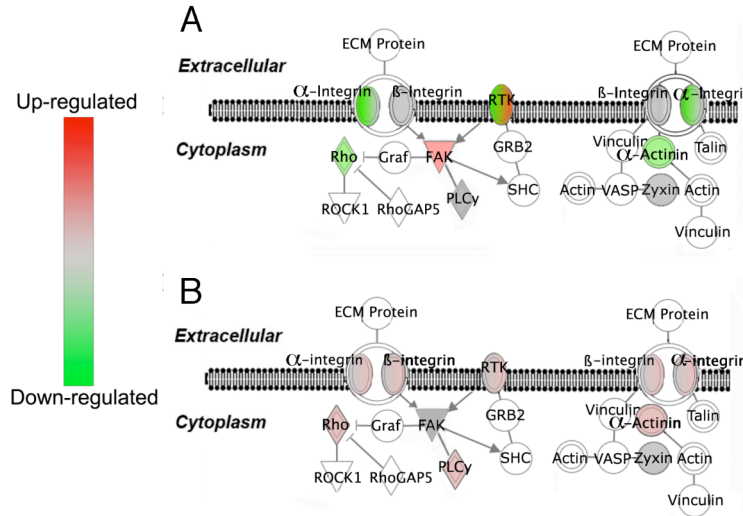 A
ECM Protein
ECM Protein
Extracellular
α-Integrin
ß-Integrin
RTK
ß-Integrin
α-Integrin
Up-regulated
Cytoplasm
Rho
Graf
FAK
GRB2
Vinculin
Talin
α-Actinin
ROCK1
RhoGAP5
PLCy
SHC
Actin
VASP
Zyxin
Actin
Vinculin
B
ECM Protein
ECM Protein
Extracellular
α-integrin
ß-integrin
RTK
ß-integrin
α-integrin
Down-regulated
Cytoplasm
Rho
Graf
FAK
GRB2
Vinculin
Talin
α-Actinin
ROCK1
RhoGAP5
PLCy
SHC
Actin
VASP
Zyxin
Actin
Vinculin